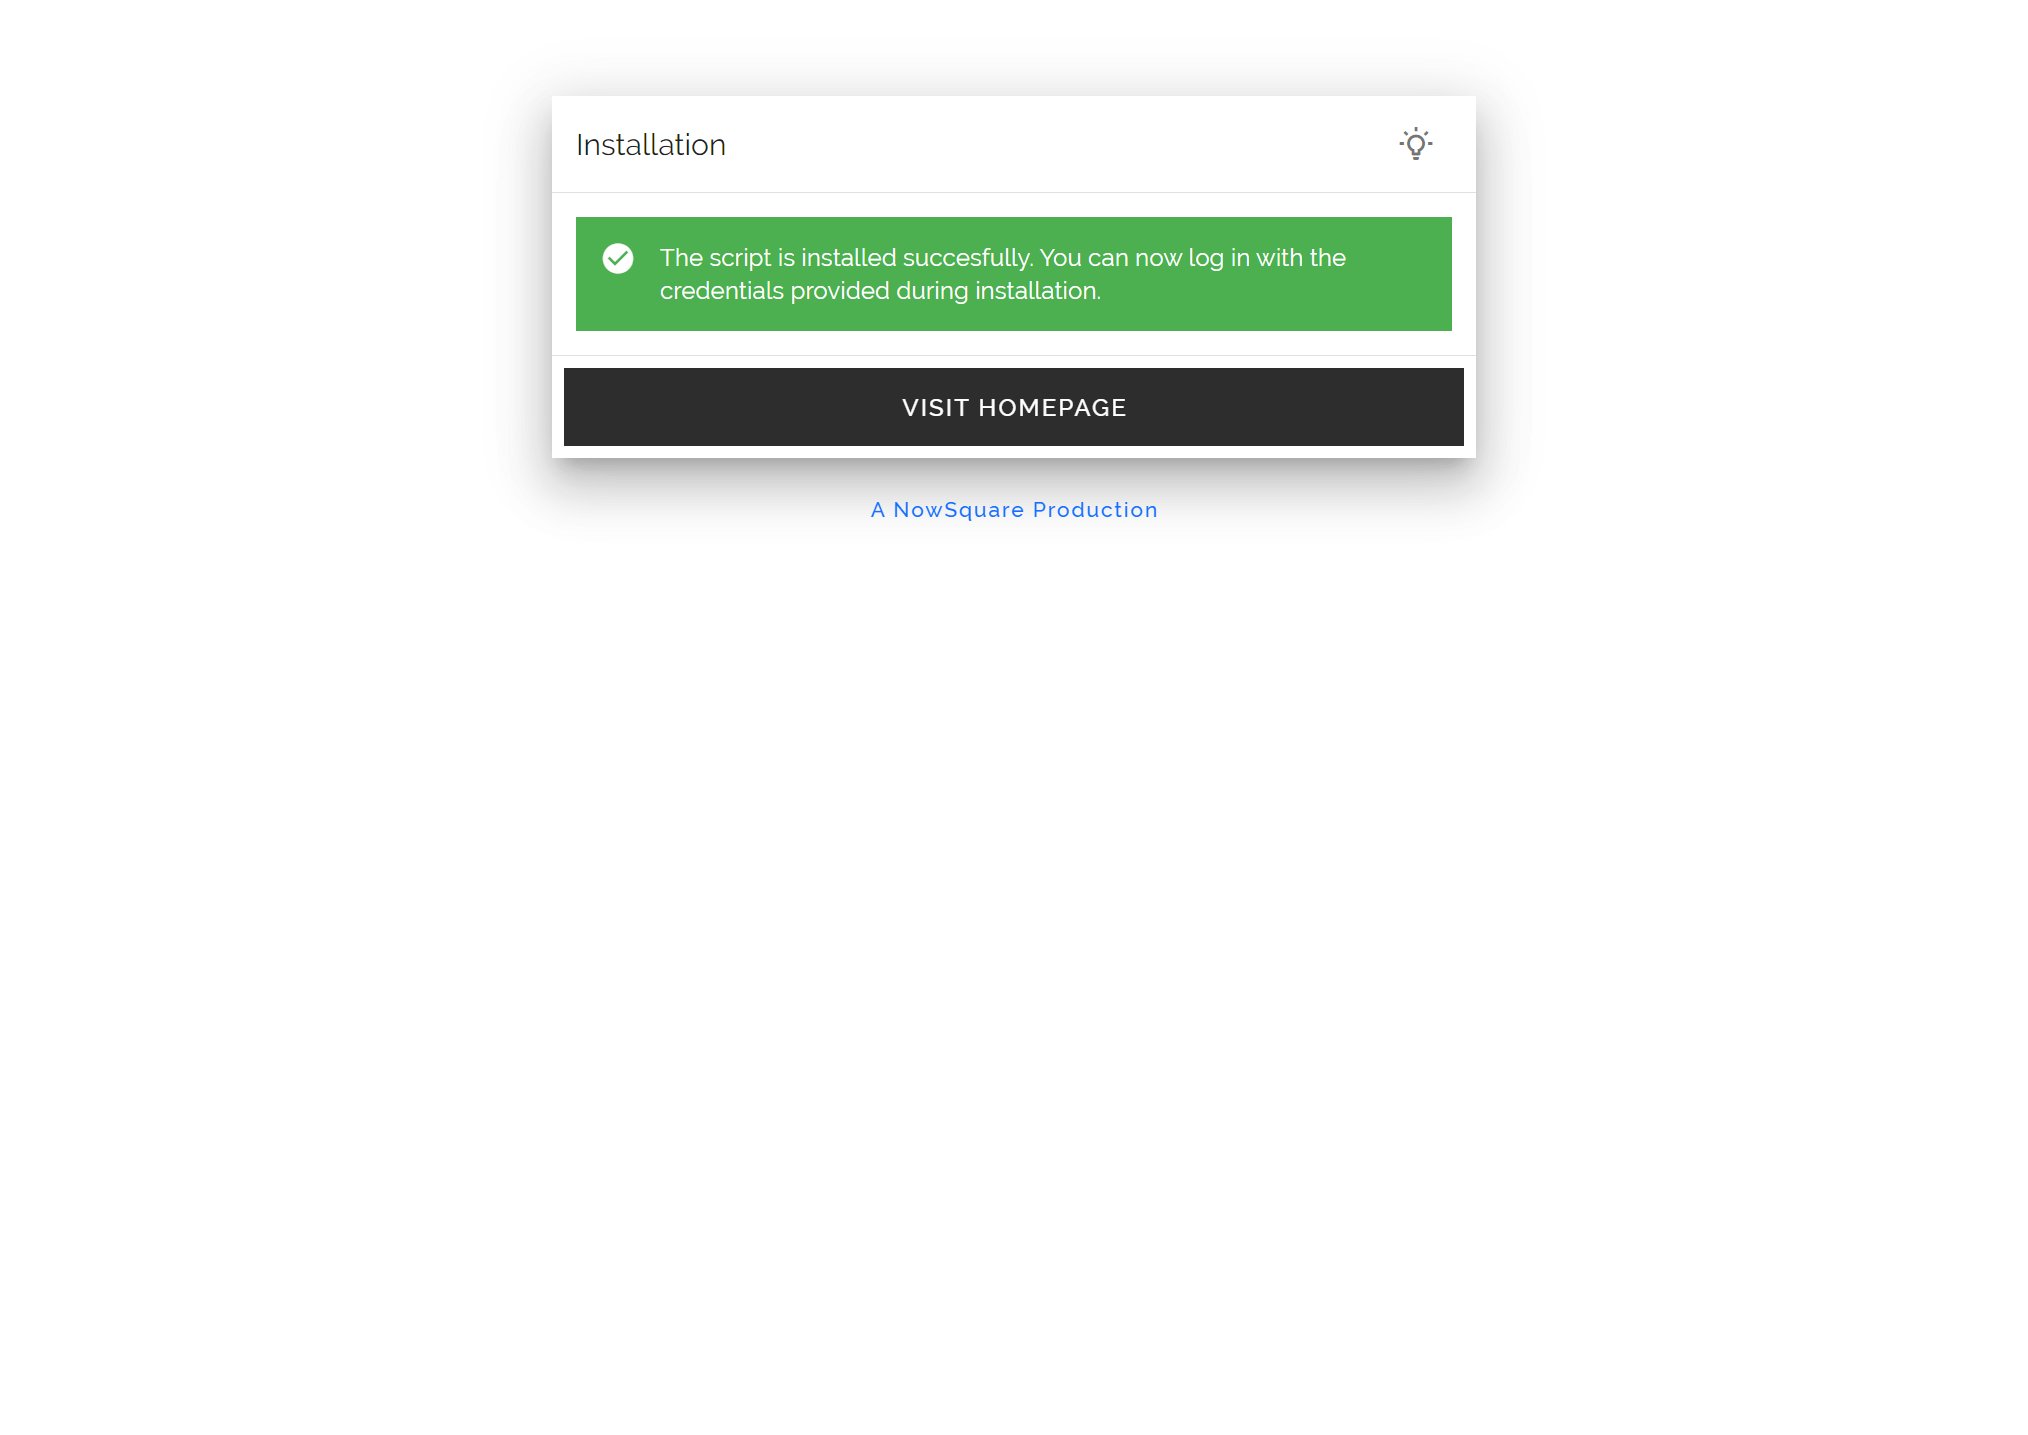 Installation
The script is installed succesfully. You can now log in with the
credentials provided during installation.
VISIT HOMEPAGE
A NowSquare Production